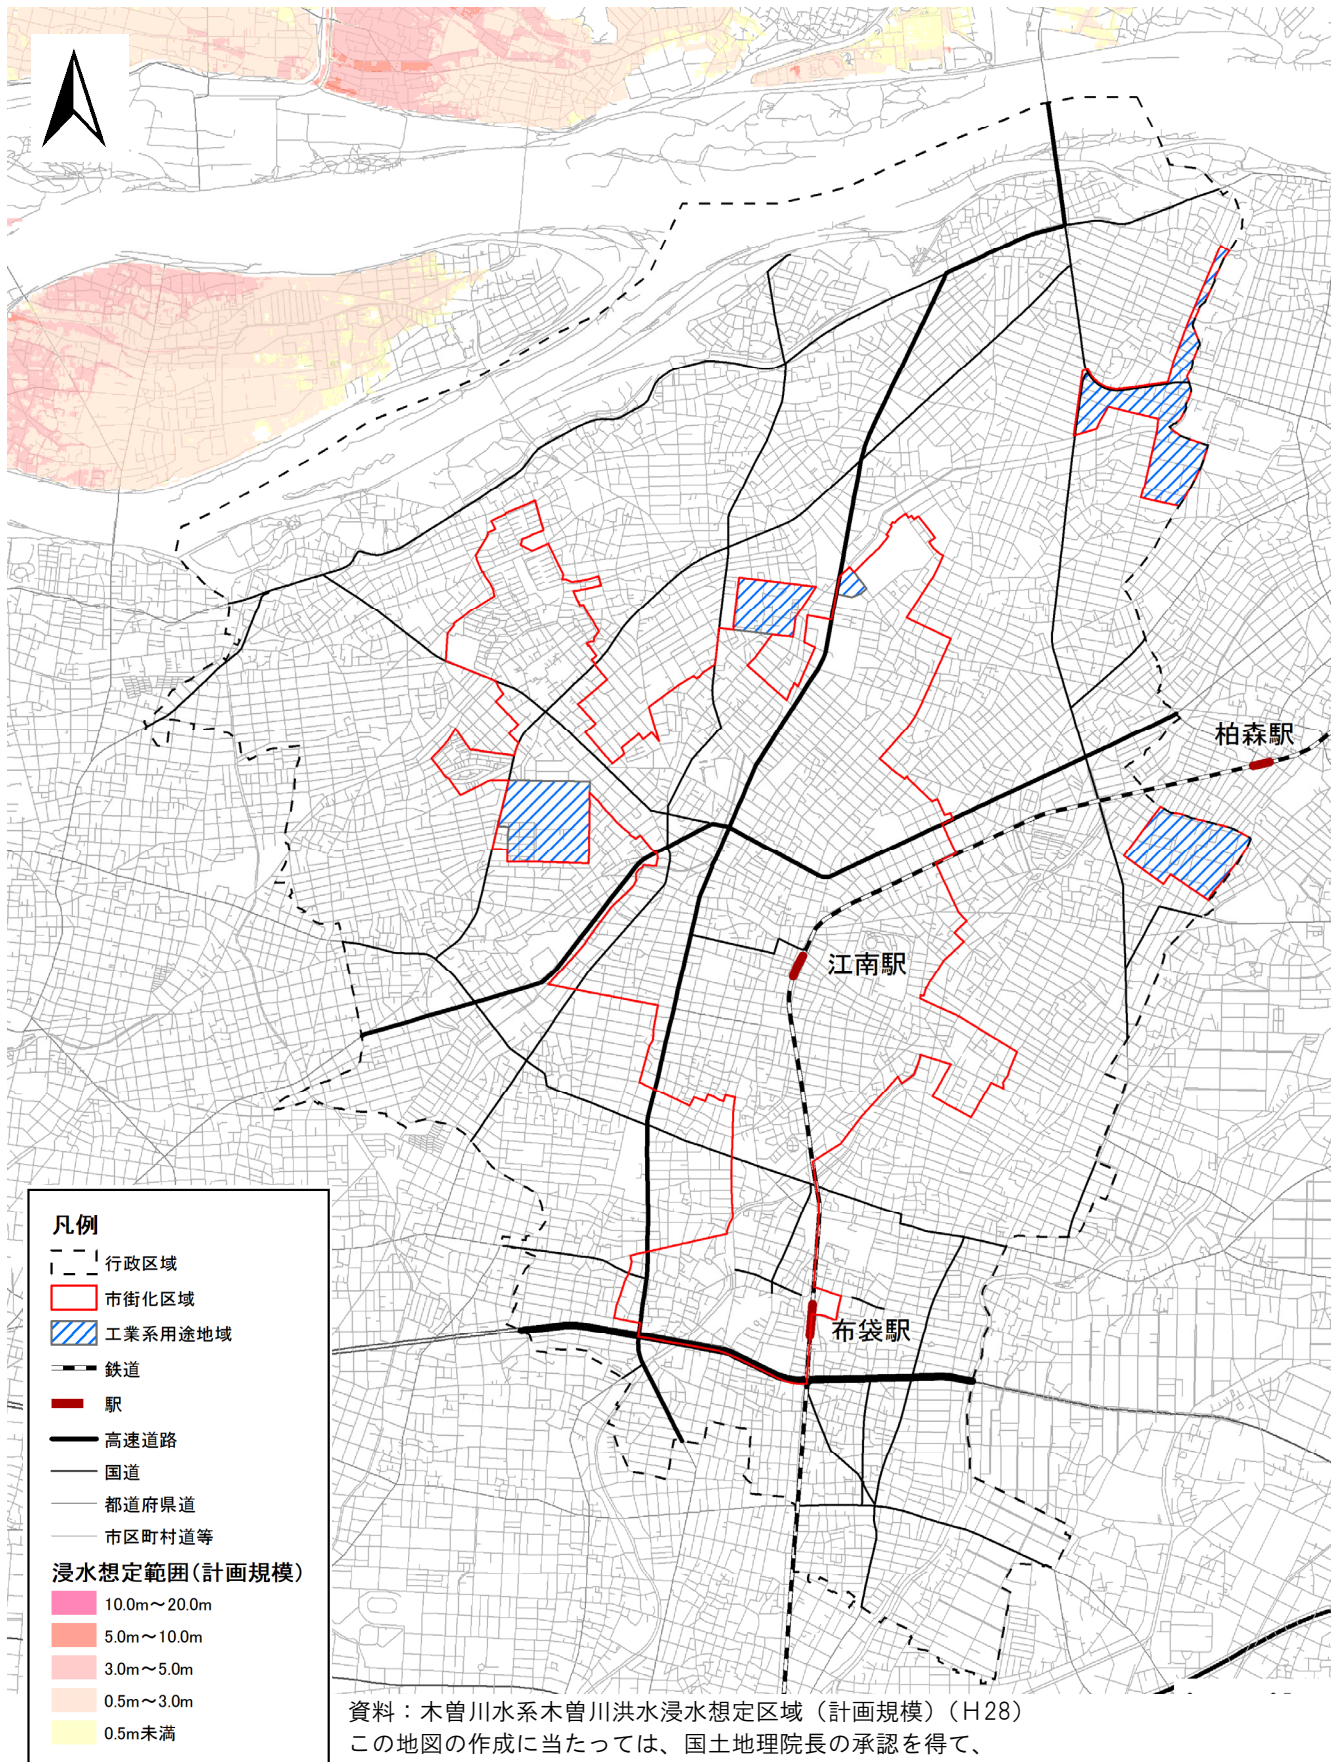 柏森駅
江南駅
布袋駅
凡例
行政区域
市街化区域
工業系用途地域
鉄道
駅
高速道路
国道
都道府県道
市区町村道等
浸水想定範囲(計画規模)
10.0m～20.0m
5.0m～10.0m
3.0m～5.0m
0.5m～3.0m
0.5m未満
資料：木曽川水系木曽川洪水浸水想定区域（計画規模）（H28）
この地図の作成に当たっては、国土地理院長の承認を得て、